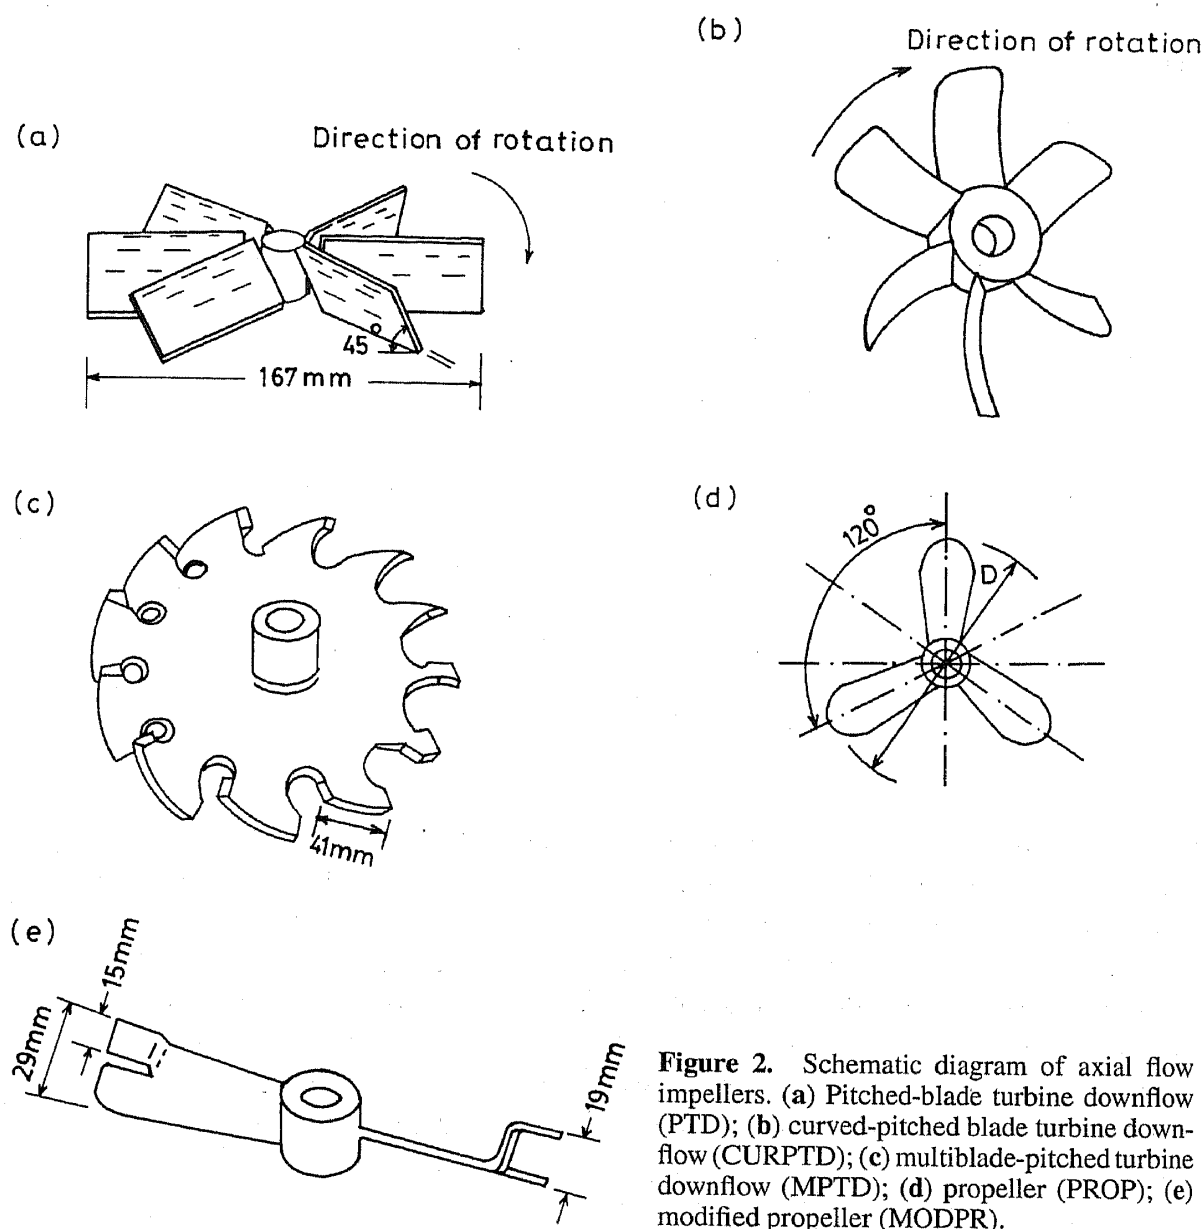 (b)
Direction of rotation
(a)
Direction of rotation
45°
167mm
(c)
(d)
120°
D
41mm
(e)
15mm
29mm
19mm
Figure 2. Schematic diagram of axial flow
impellers. (a) Pitched-blade turbine downflow
(PTD); (b) curved-pitched blade turbine down-
flow (CURPTD); (c) multiblade-pitched turbine
downflow (MPTD); (d) propeller (PROP); (e)
modified propeller (MODPR).